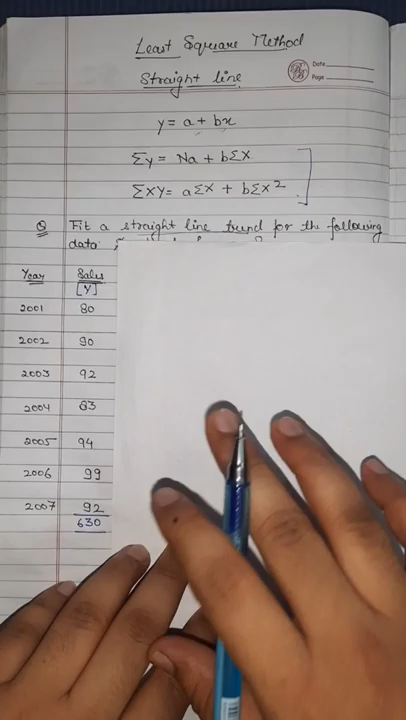 Least Square Method
Straight line
Date
Page
y = a + bx
Σy = Na + bΣX
ΣXY = aΣX + bΣX²
Q Fit a straight line trend for the following
data:
Year Sales
[Y]
2001 80
2002 90
2003 92
2004 83
2005 94
2006 99
2007 92
630